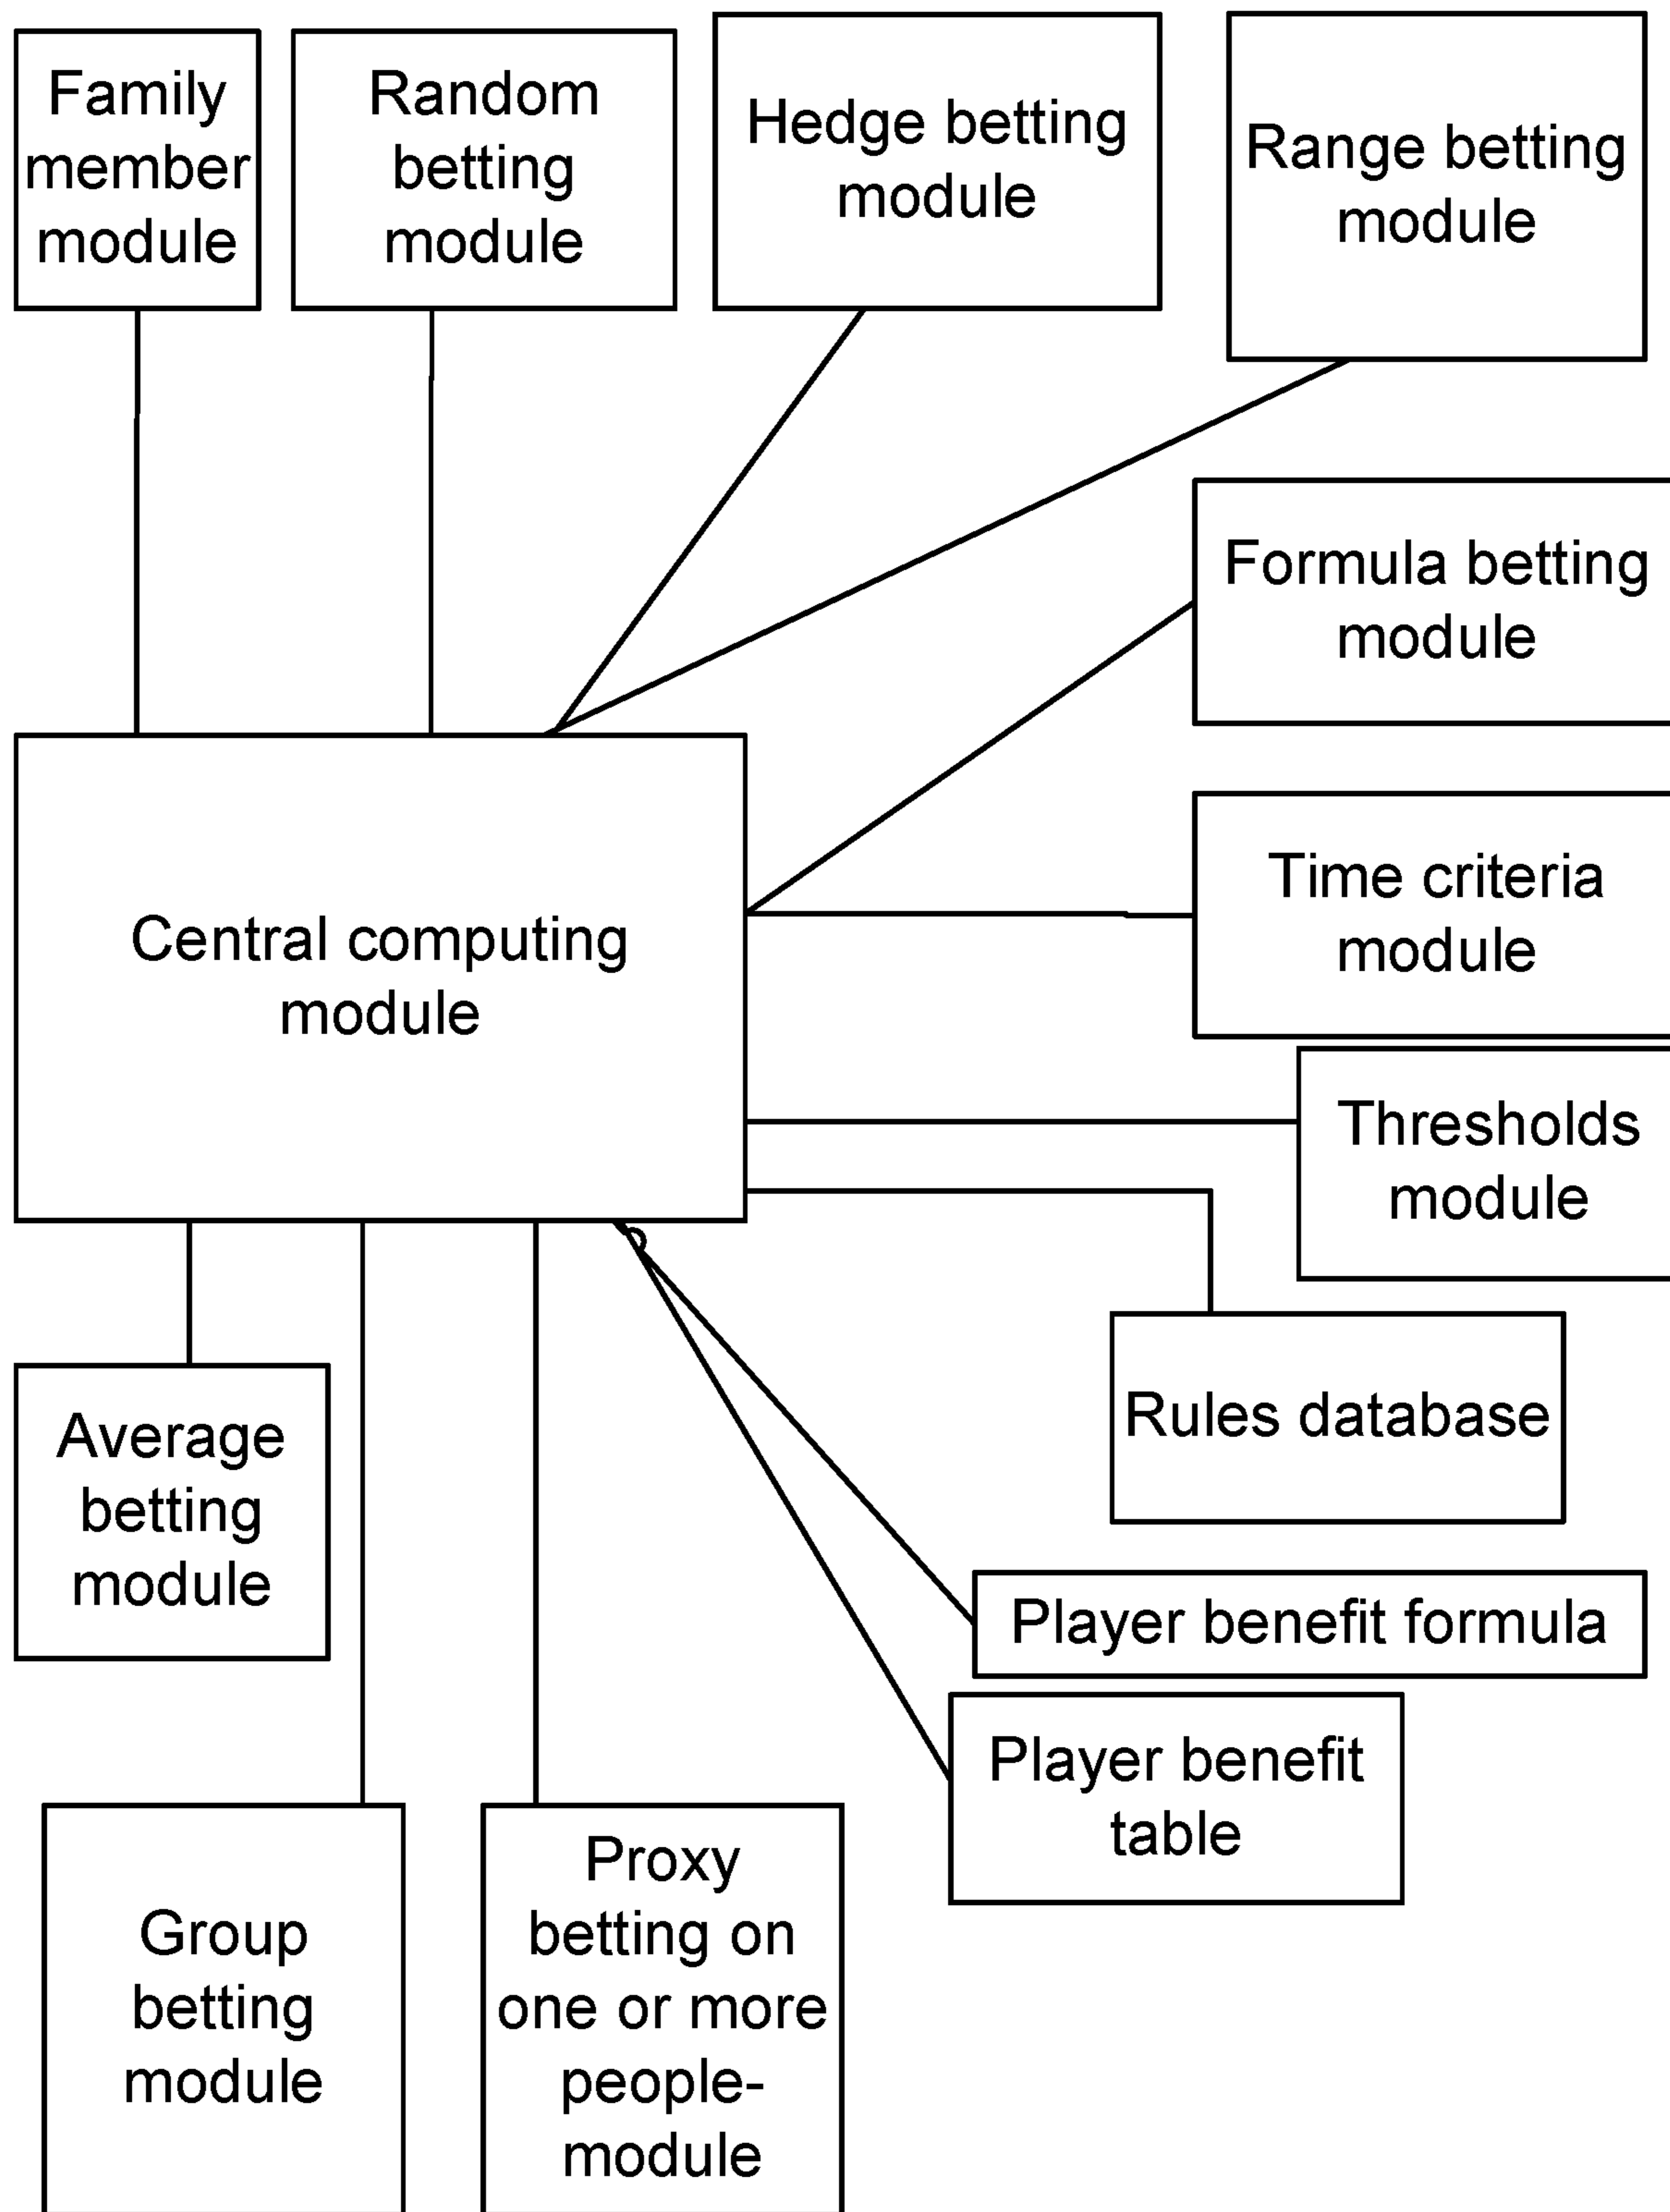 Family
member
module
Random
betting
module
Hedge betting
module
Range betting
module
Formula betting
module
Central computing
module
Time criteria
module
Thresholds
module
Rules database
Average
betting
module
Player benefit formula
Player benefit
table
Group
betting
module
Proxy
betting on
one or more
people-
module